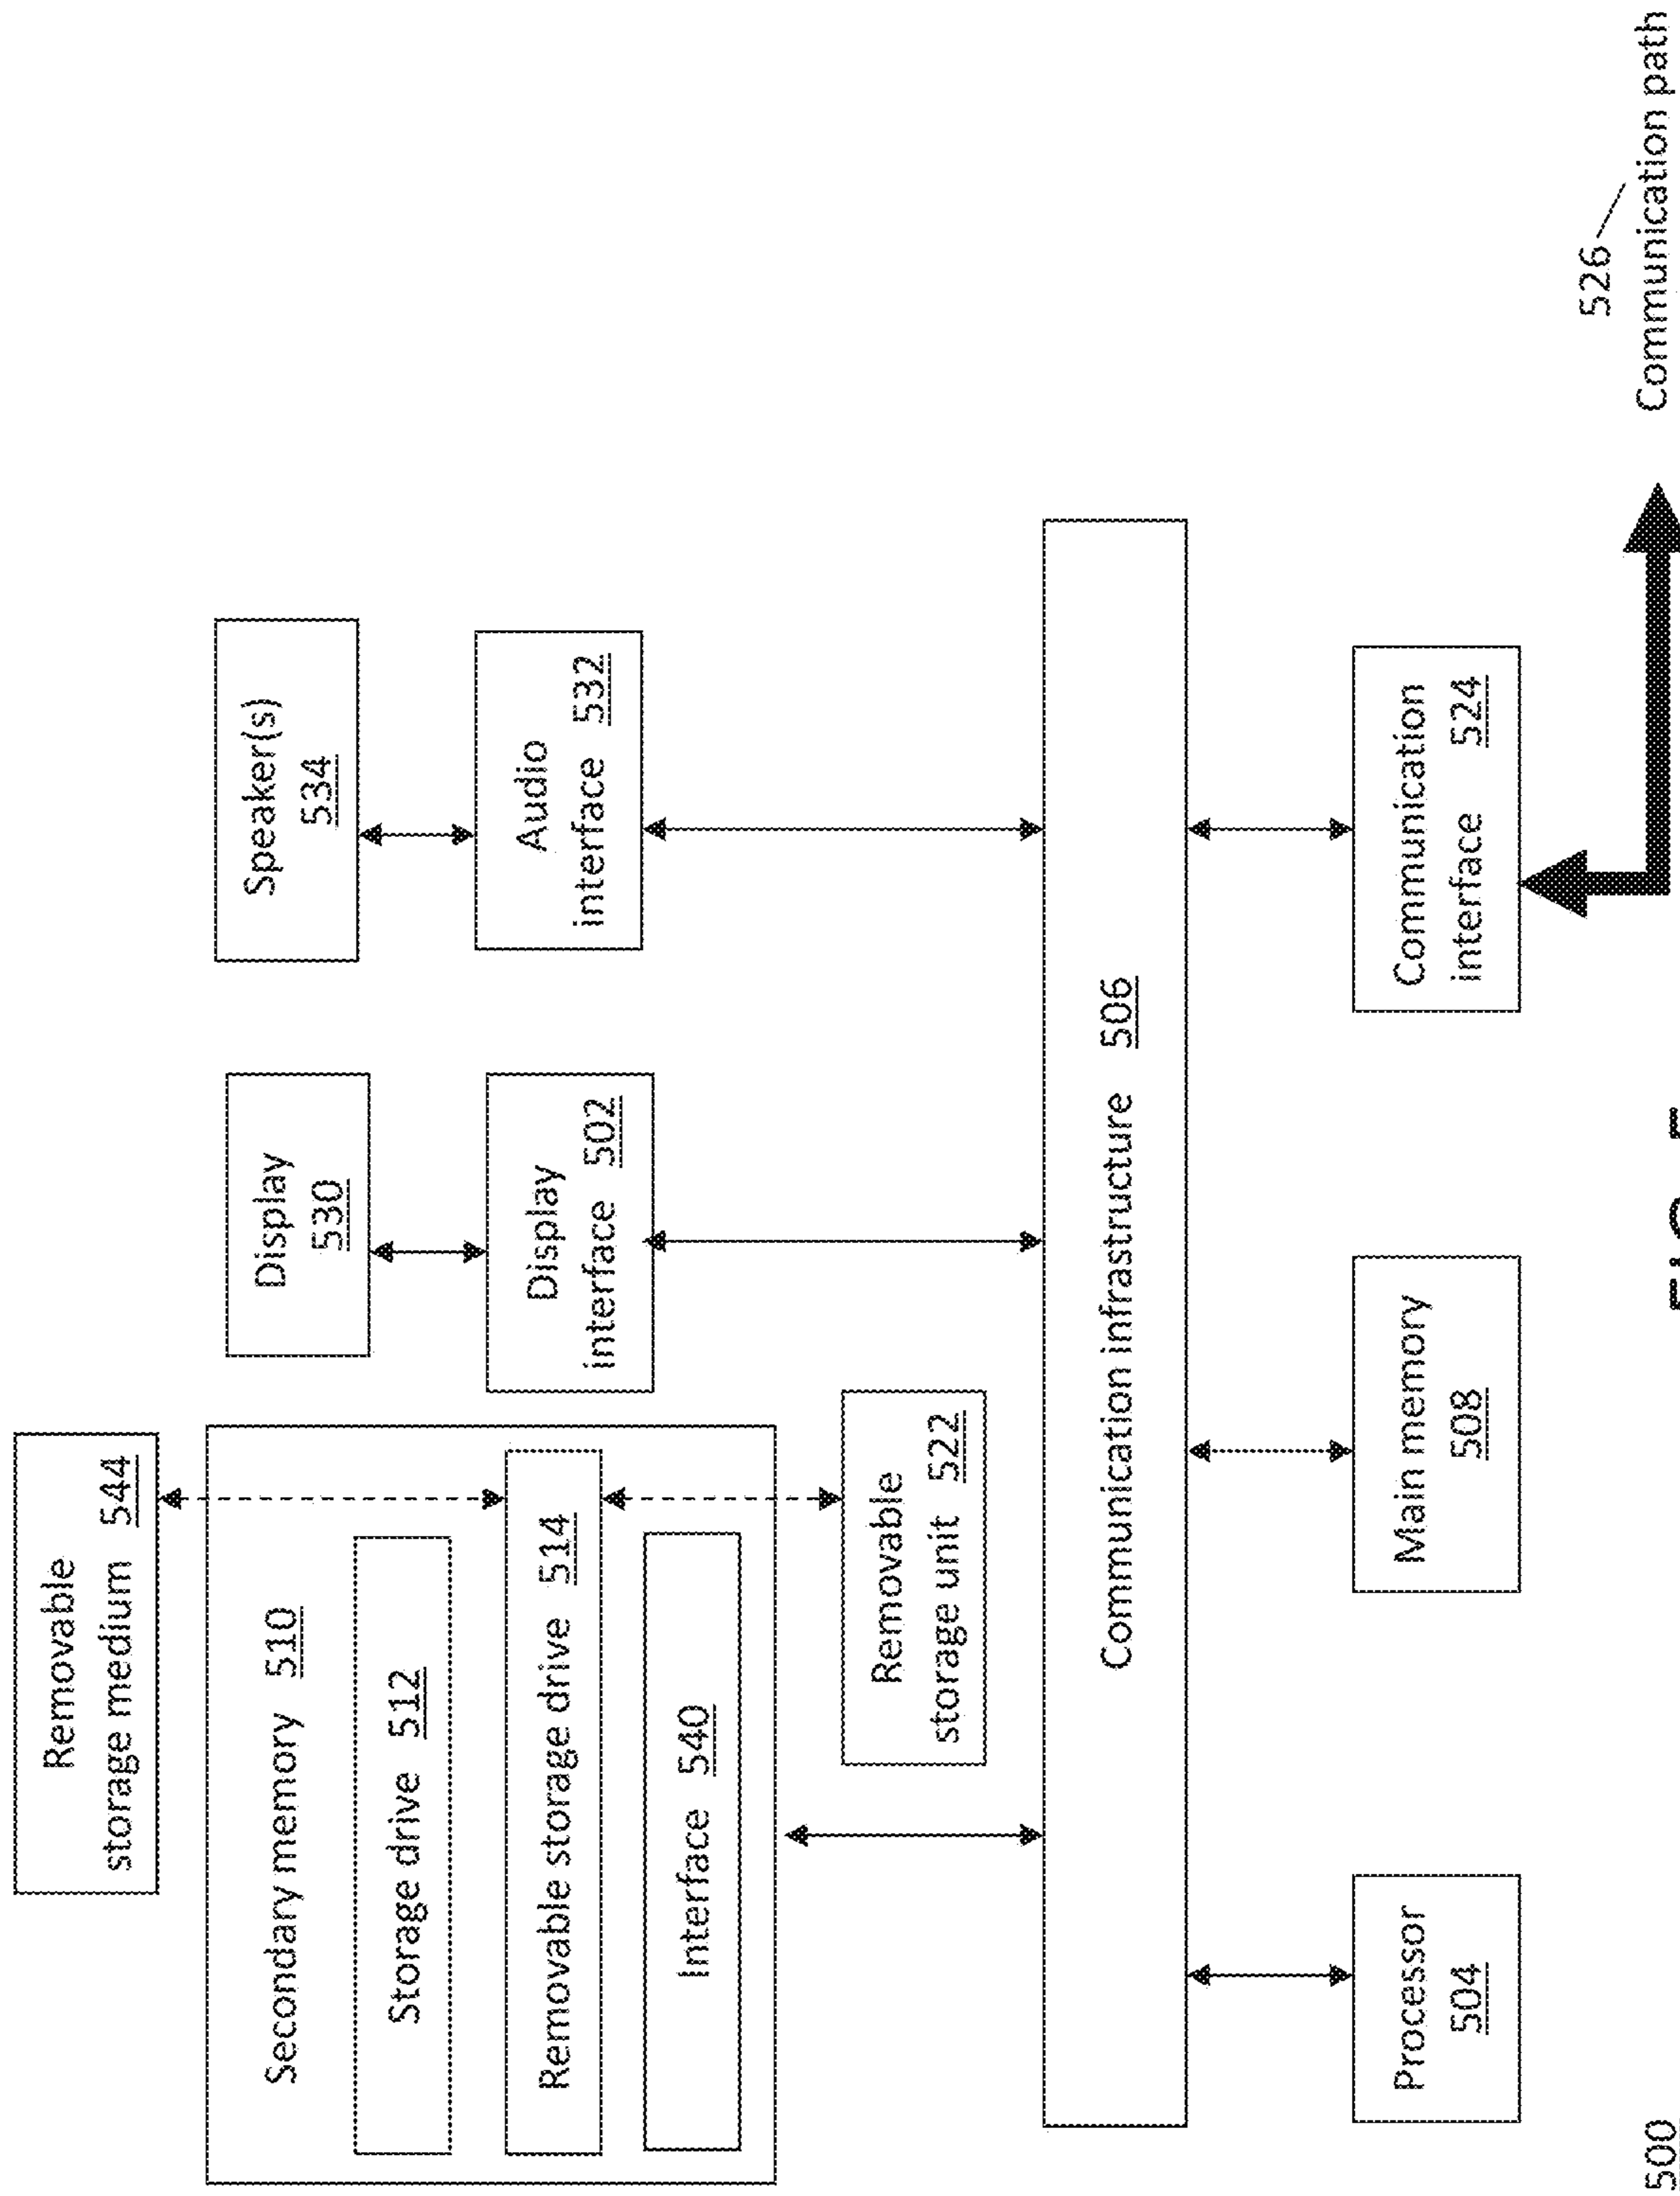 Removable
storage medium 544
Secondary memory 510
Storage drive 512
Removable storage drive 514
Interface 540
Removable
storage unit 522
Display
530
Display
interface 502
Speaker(s)
534
Audio
interface 532
Communication infrastructure 506
Processor
504
Main memory
508
Communication
interface 524
526
Communication path
500